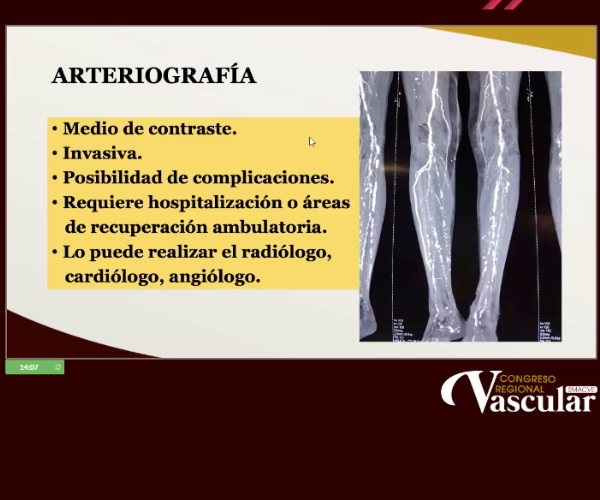 ARTERIOGRAFÍA
• Medio de contraste.
• Invasiva.
• Posibilidad de complicaciones.
• Requiere hospitalización o áreas
de recuperación ambulatoria.
• Lo puede realizar el radiólogo,
cardiólogo, angiólogo.
14:07
CONGRESO
REGIONAL
SMACVE
Vascular